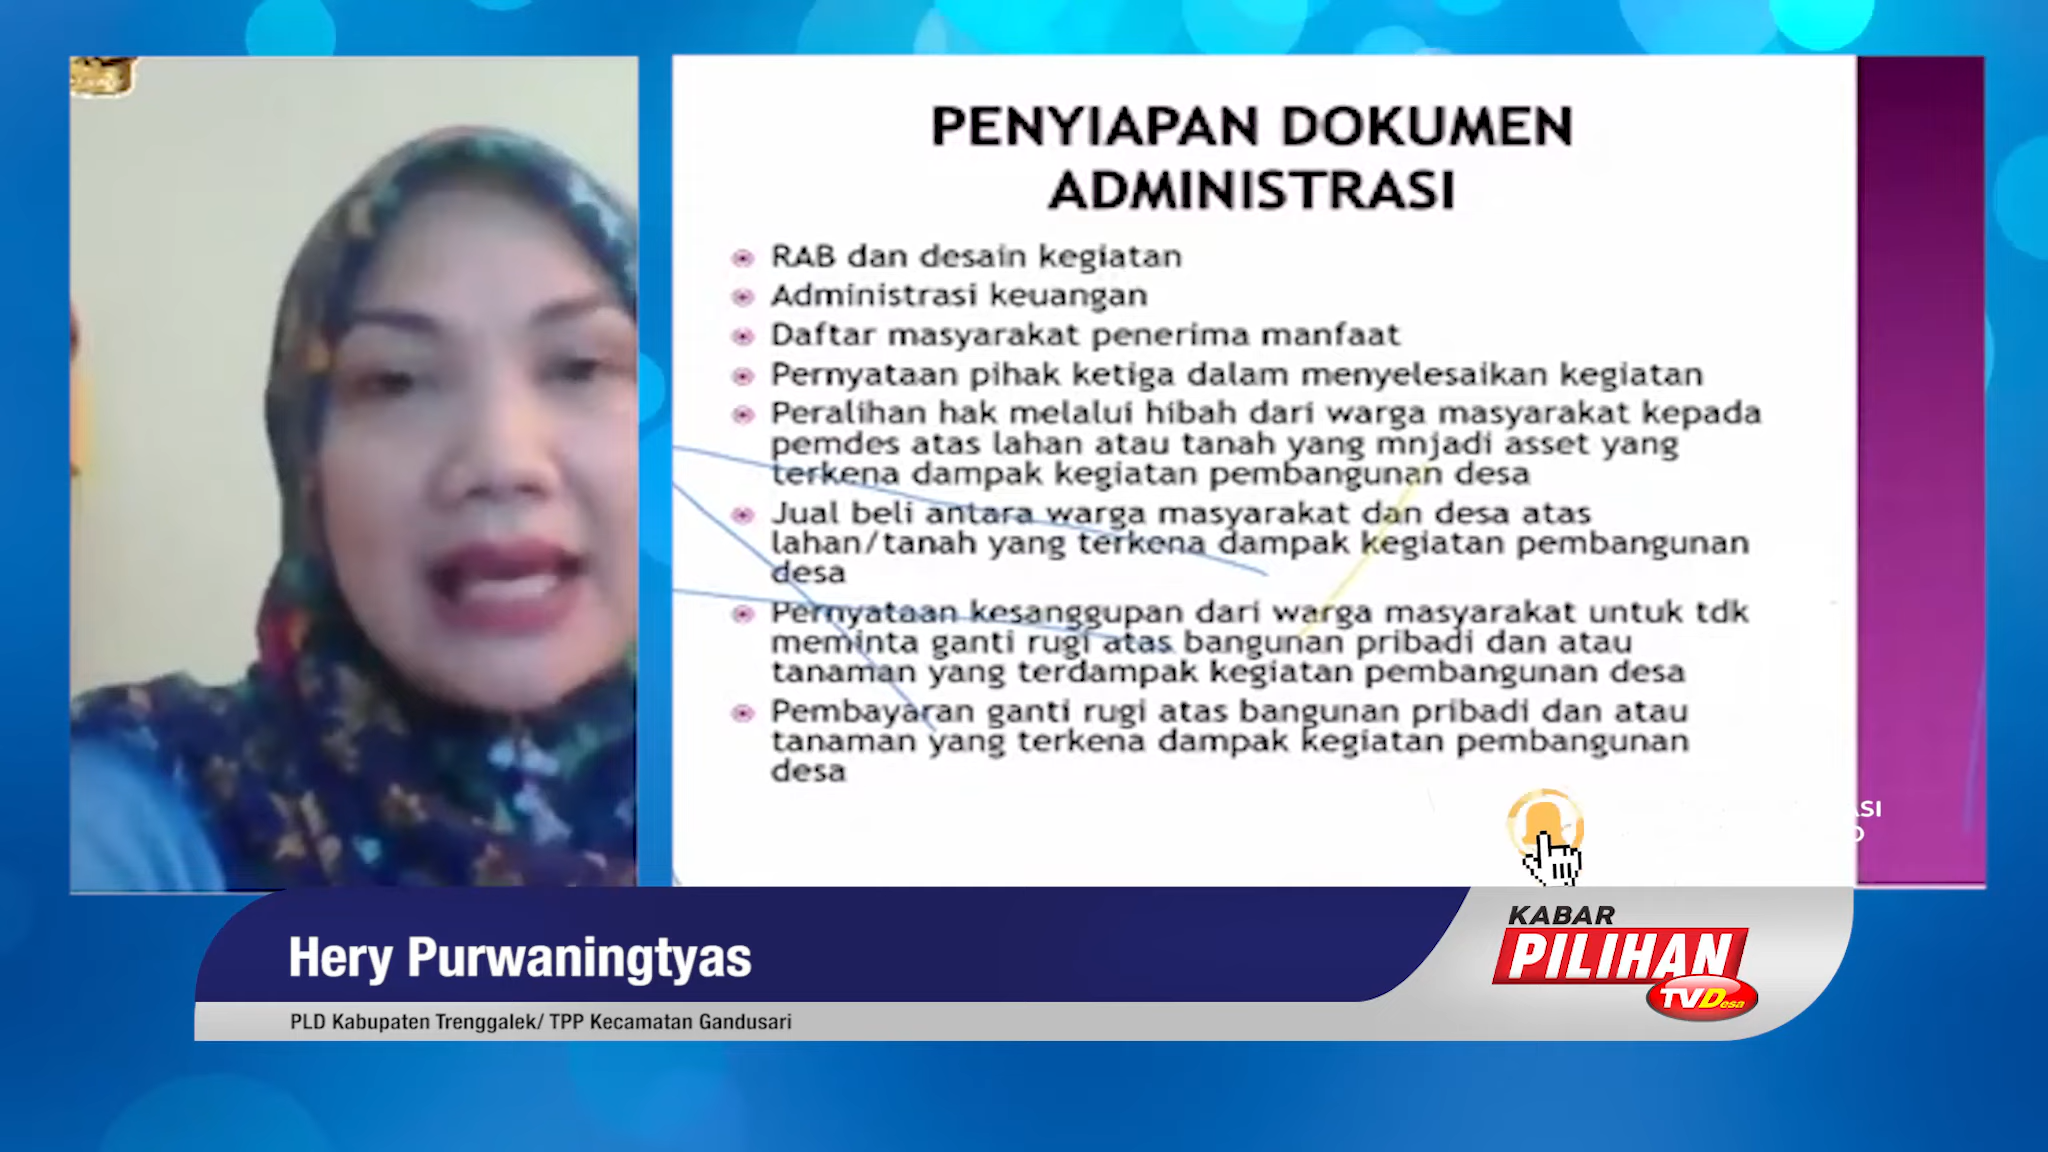 PENYIAPAN DOKUMEN
ADMINISTRASI
RAB dan desain kegiatan
Administrasi keuangan
Daftar masyarakat penerima manfaat
Pernyataan pihak ketiga dalam menyelesaikan kegiatan
Peralihan hak melalui hibah dari warga masyarakat kepada
pemdes atas lahan atau tanah yang mnjadi asset yang
terkena dampak kegiatan pembangunan desa
Jual beli antara warga masyarakat dan desa atas
lahan/tanah yang terkena dampak kegiatan pembangunan
desa
Pernyataan kesanggupan dari warga masyarakat untuk tdk
meminta ganti rugi atas bangunan pribadi dan atau
tanaman yang terdampak kegiatan pembangunan desa
Pembayaran ganti rugi atas bangunan pribadi dan atau
tanaman yang terkena dampak kegiatan pembangunan
desa
Hery Purwaningtyas
PLD Kabupaten Trenggalek/ TPP Kecamatan Gandusari
KABAR
PILIHAN
TVDesa